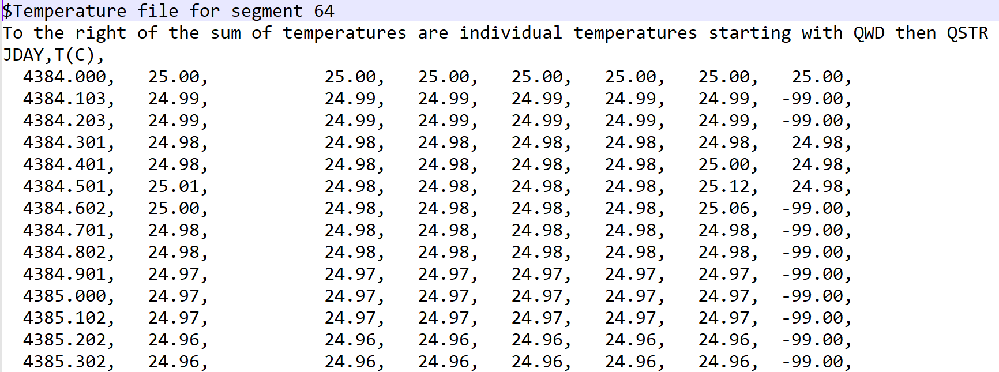 $Temperature file for segment 64
To the right of the sum of temperatures are individual temperatures starting with QWD then QSTR
JDAY,T(C),
4384.000, 25.00, 25.00, 25.00, 25.00, 25.00, 25.00, 25.00,
4384.103, 24.99, 24.99, 24.99, 24.99, 24.99, 24.99, -99.00,
4384.203, 24.99, 24.99, 24.99, 24.99, 24.99, 24.99, -99.00,
4384.301, 24.98, 24.98, 24.98, 24.98, 24.98, 24.98, 24.98,
4384.401, 24.98, 24.98, 24.98, 24.98, 24.98, 25.00, 24.98,
4384.501, 25.01, 24.98, 24.98, 24.98, 24.98, 25.12, 24.98,
4384.602, 25.00, 24.98, 24.98, 24.98, 24.98, 25.06, -99.00,
4384.701, 24.98, 24.98, 24.98, 24.98, 24.98, 24.98, -99.00,
4384.802, 24.98, 24.98, 24.98, 24.98, 24.98, 24.98, -99.00,
4384.901, 24.97, 24.97, 24.97, 24.97, 24.97, 24.97, -99.00,
4385.000, 24.97, 24.97, 24.97, 24.97, 24.97, 24.97, -99.00,
4385.102, 24.97, 24.97, 24.97, 24.97, 24.97, 24.97, -99.00,
4385.202, 24.96, 24.96, 24.96, 24.96, 24.96, 24.96, -99.00,
4385.302, 24.96, 24.96, 24.96, 24.96, 24.96, 24.96, -99.00,